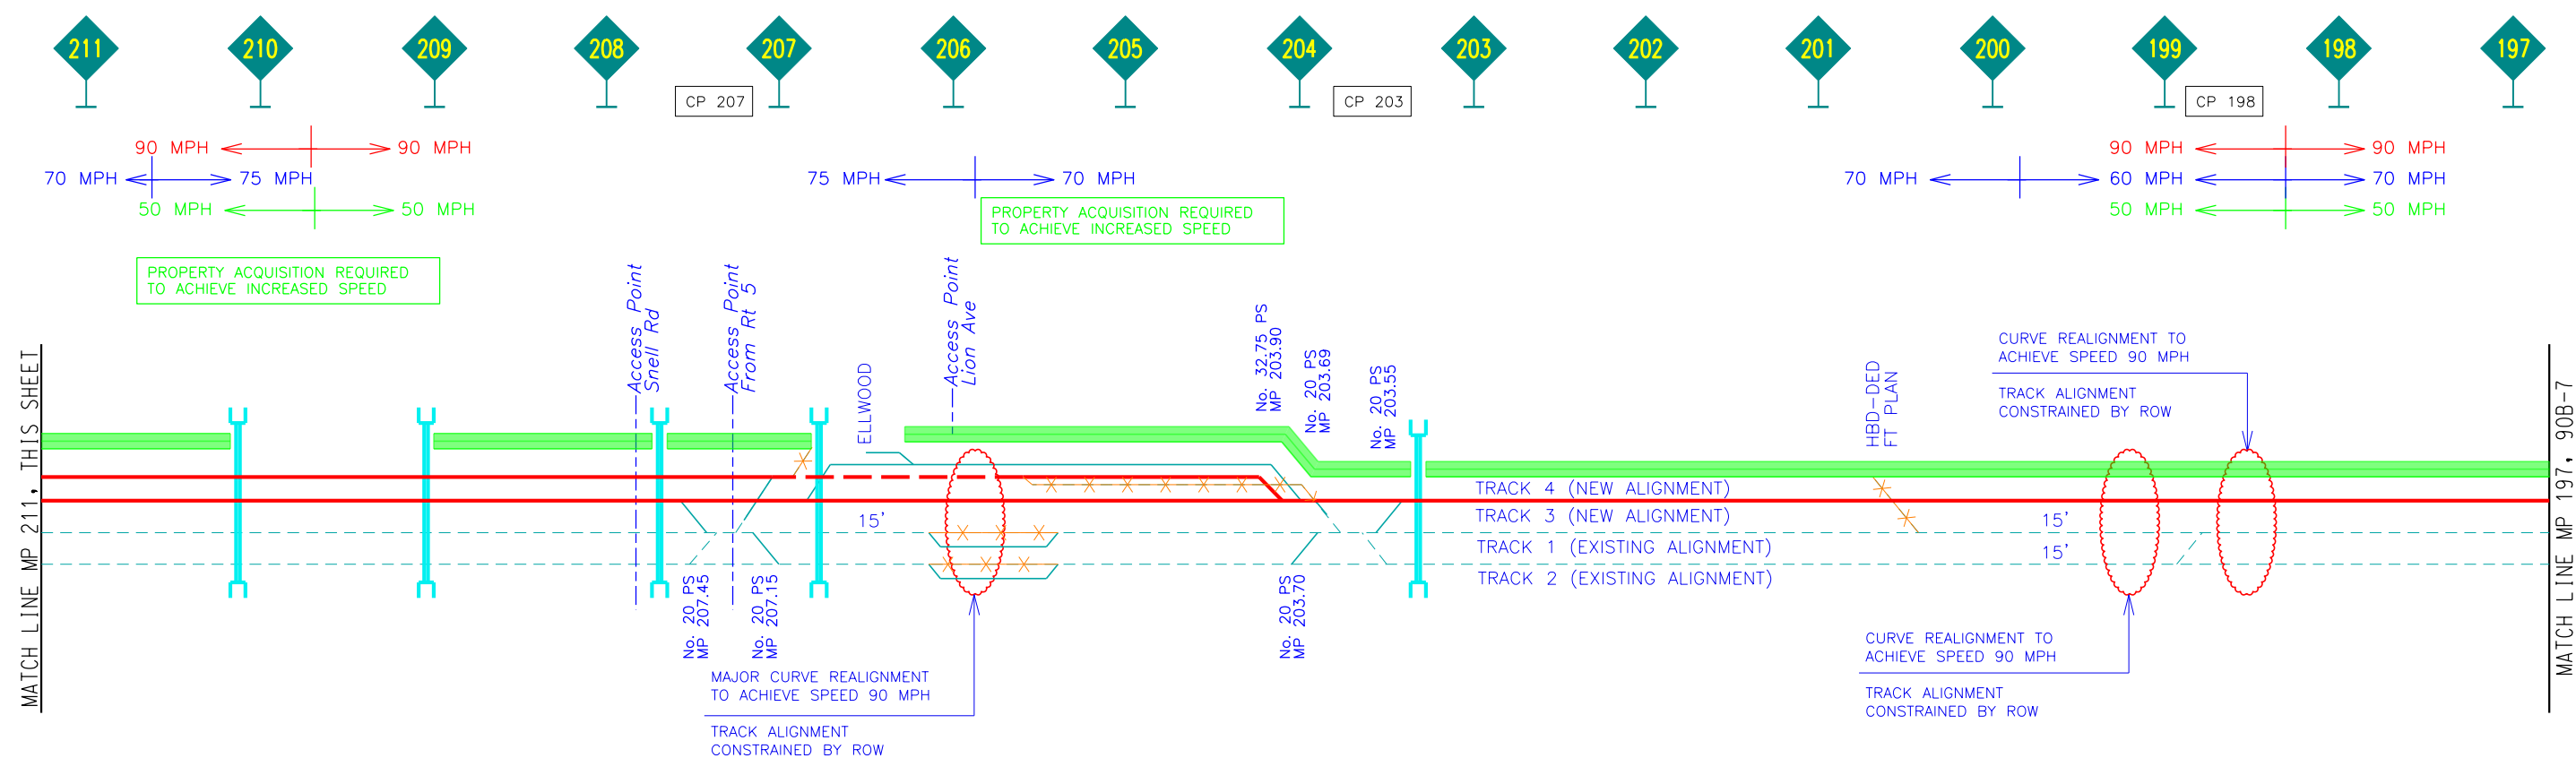 211 210 209 208 207 206 205 204 203 202 201 200 199 198 197
CP 207
CP 203
CP 198
90 MPH 90 MPH
70 MPH 75 MPH
50 MPH 50 MPH
75 MPH 70 MPH
70 MPH
90 MPH 90 MPH
60 MPH 70 MPH
50 MPH 50 MPH
PROPERTY ACQUISITION REQUIRED
TO ACHIEVE INCREASED SPEED
PROPERTY ACQUISITION REQUIRED
TO ACHIEVE INCREASED SPEED
MATCH LINE MP 211, THIS SHEET
Access Point
Snell Rd
Access Point
From Rt 5
ELLWOOD
Access Point
Lion Ave
No. 32.75 PS
MP 203.90
No. 20 PS
MP 203.69
No. 20 PS
MP 203.55
HBD-DED
FT PLAN
CURVE REALIGNMENT TO
ACHIEVE SPEED 90 MPH
TRACK ALIGNMENT
CONSTRAINED BY ROW
15'
TRACK 4 (NEW ALIGNMENT)
TRACK 3 (NEW ALIGNMENT)
TRACK 1 (EXISTING ALIGNMENT)
TRACK 2 (EXISTING ALIGNMENT)
15'
15'
No. 20 PS
MP 207.45
No. 20 PS
MP 207.15
No. 20 PS
MP 203.70
MAJOR CURVE REALIGNMENT
TO ACHIEVE SPEED 90 MPH
TRACK ALIGNMENT
CONSTRAINED BY ROW
CURVE REALIGNMENT TO
ACHIEVE SPEED 90 MPH
TRACK ALIGNMENT
CONSTRAINED BY ROW
MATCH LINE MP 197, 90B-7